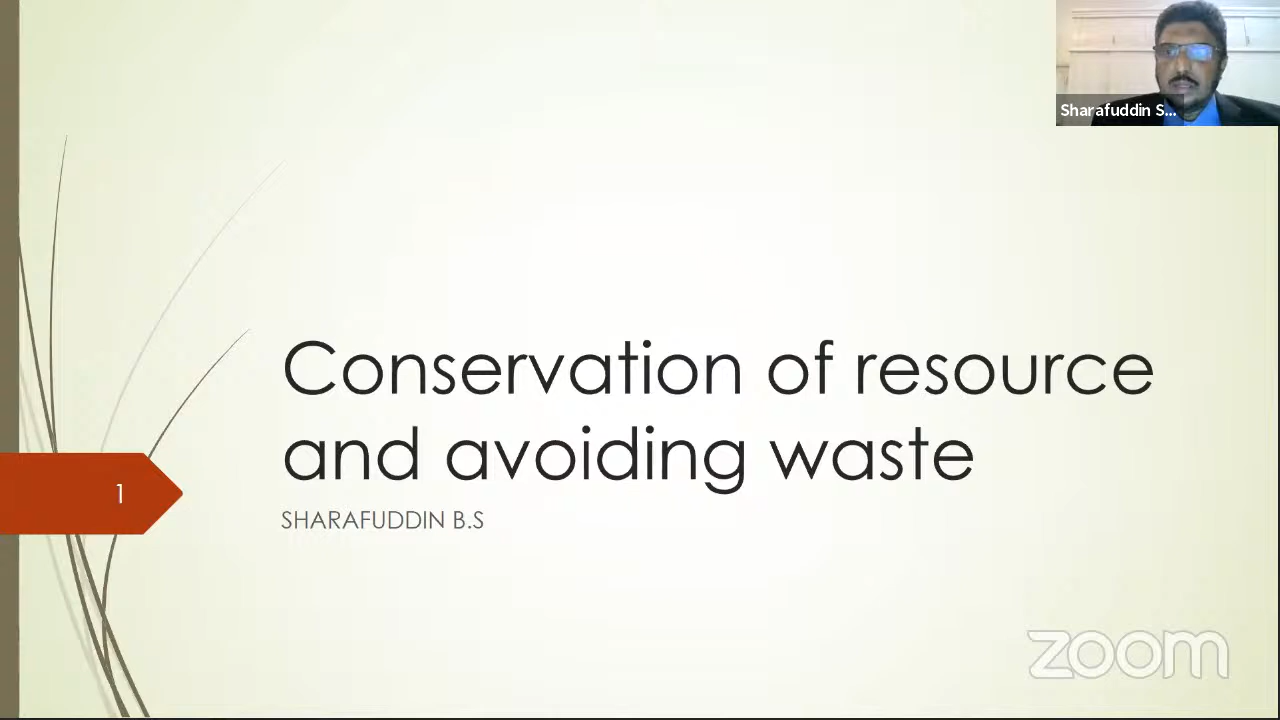 Sharafuddin S...
Conservation of resource
and avoiding waste
1
SHARAFUDDIN B.S
zoom